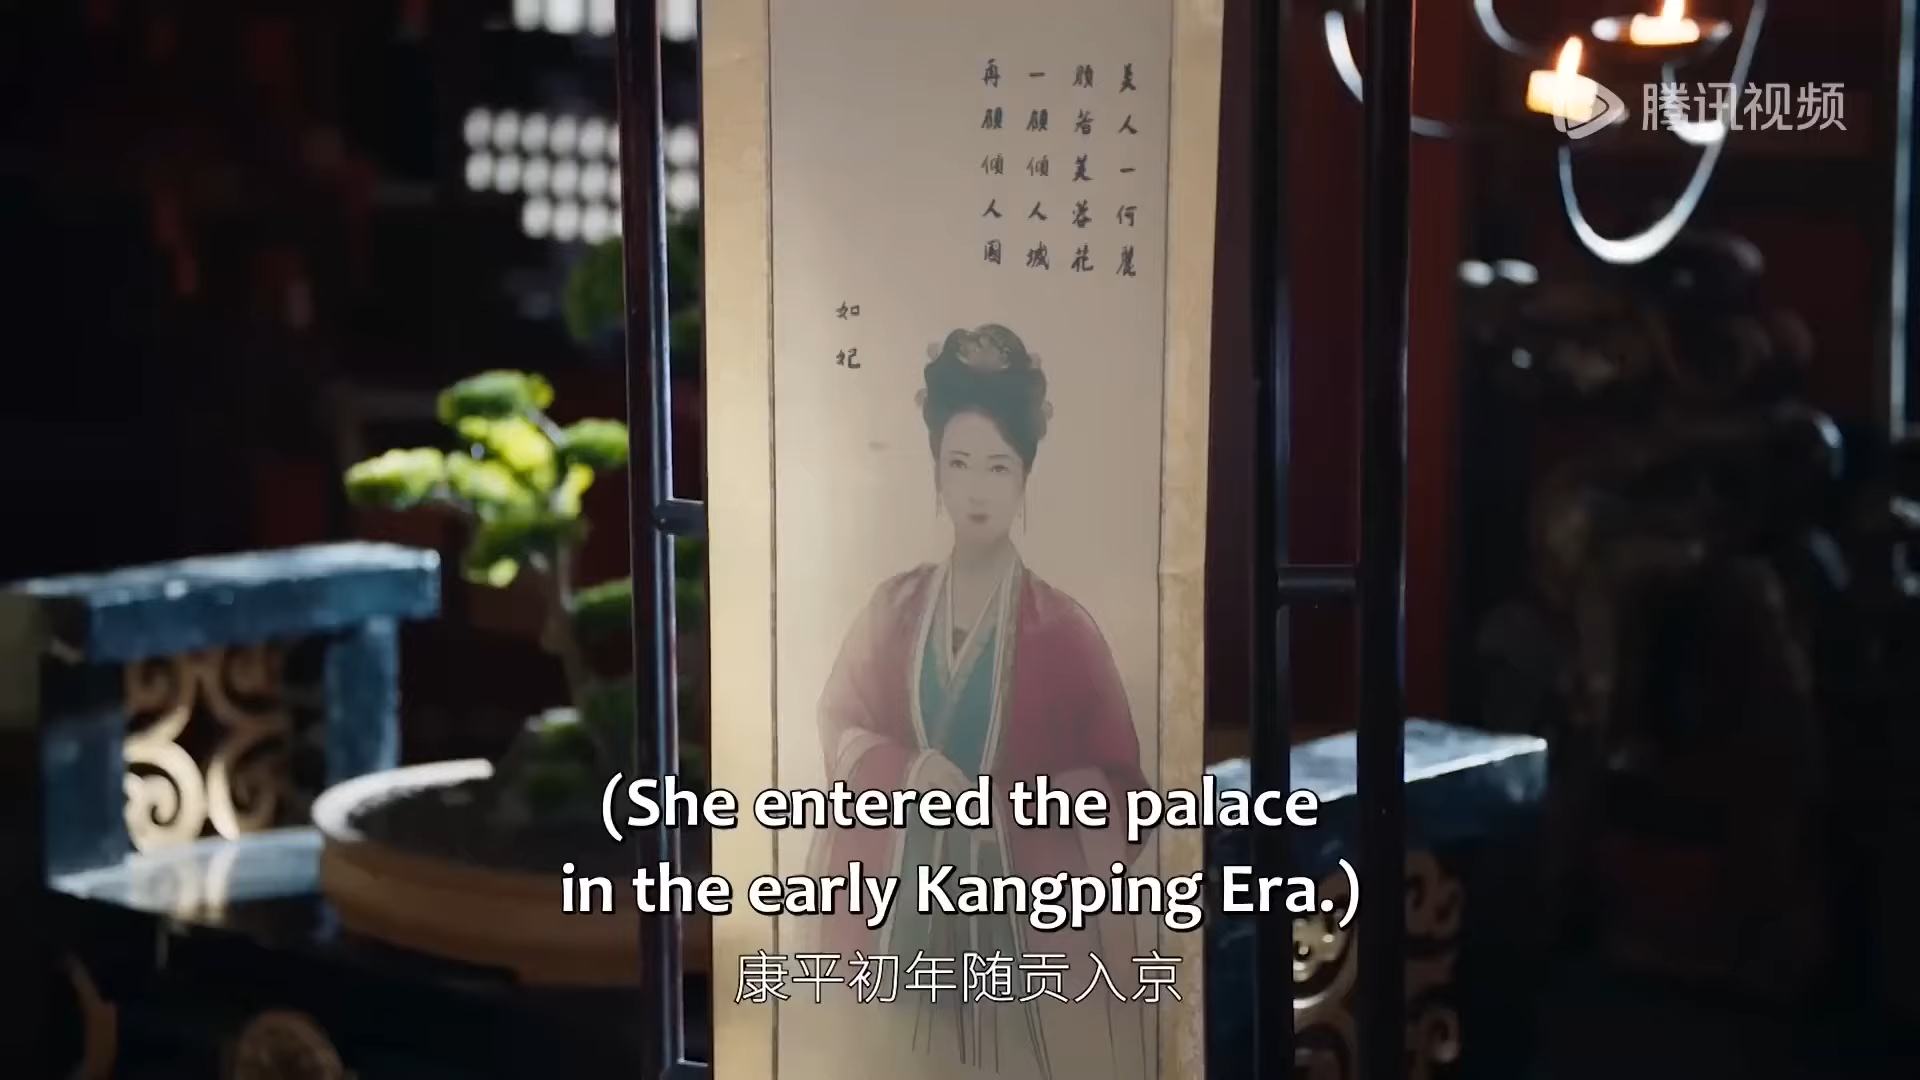 美人一何麗
顏若芙蓉花
一顧傾人城
再顧傾人國
如妃
腾讯视频
(She entered the palace
in the early Kangping Era.)
康平初年随贡入京